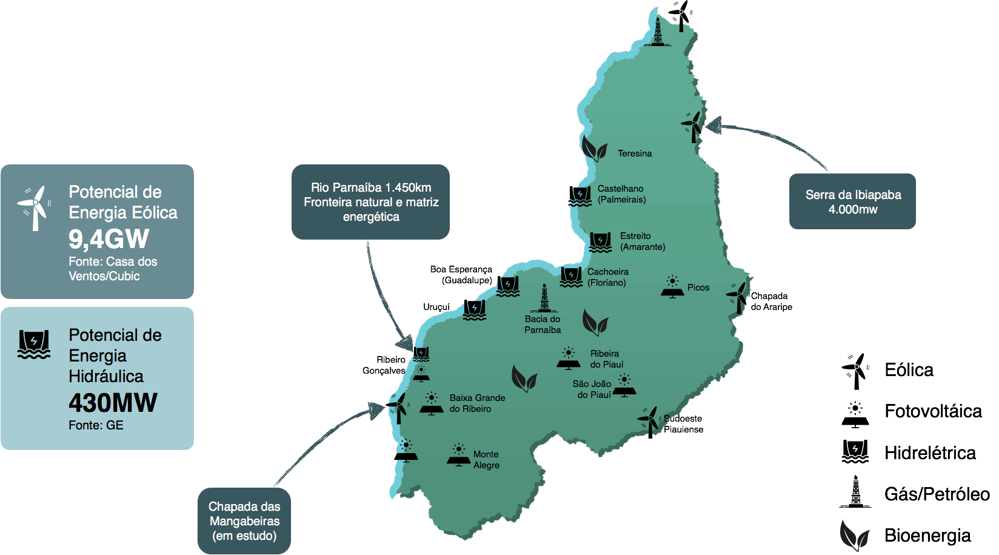 Potencial de
Energia Eólica
9,4GW
Fonte: Casa dos
Ventos/Cubic
Potencial de
Energia
Hidráulica
430MW
Fonte: GE
Rio Parnaíba 1.450km
Fronteira natural e matriz
energética
Serra da Ibiapaba
4.000mw
Chapada das
Mangabeiras
(em estudo)
Teresina
Castelhano
(Palmeirais)
Estreito
(Amarante)
Cachoeira
(Floriano)
Boa Esperança
(Guadalupe)
Uruçuí
Bacia do
Parnaíba
Picos
Chapada
do Araripe
Ribeiro
Gonçalves
Ribeira
do Piauí
São João
do Piauí
Baixa Grande
do Ribeiro
Sudoeste
Piauiense
Monte
Alegre
Eólica
Fotovoltáica
Hidrelétrica
Gás/Petróleo
Bioenergia